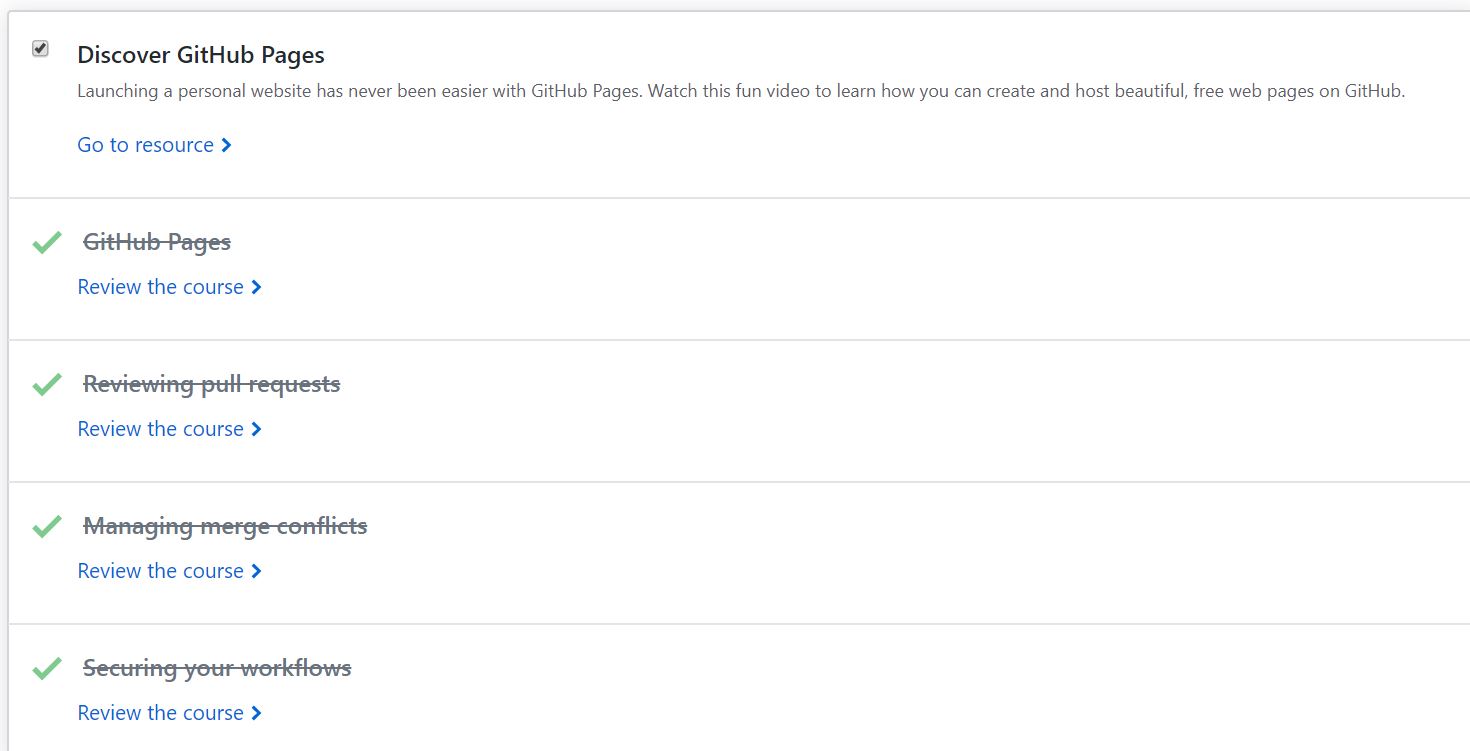 Discover GitHub Pages
Launching a personal website has never been easier with GitHub Pages. Watch this fun video to learn how you can create and host beautiful, free web pages on GitHub.
Go to resource
GitHub Pages
Review the course
Reviewing pull requests
Review the course
Managing merge conflicts
Review the course
Securing your workflows
Review the course